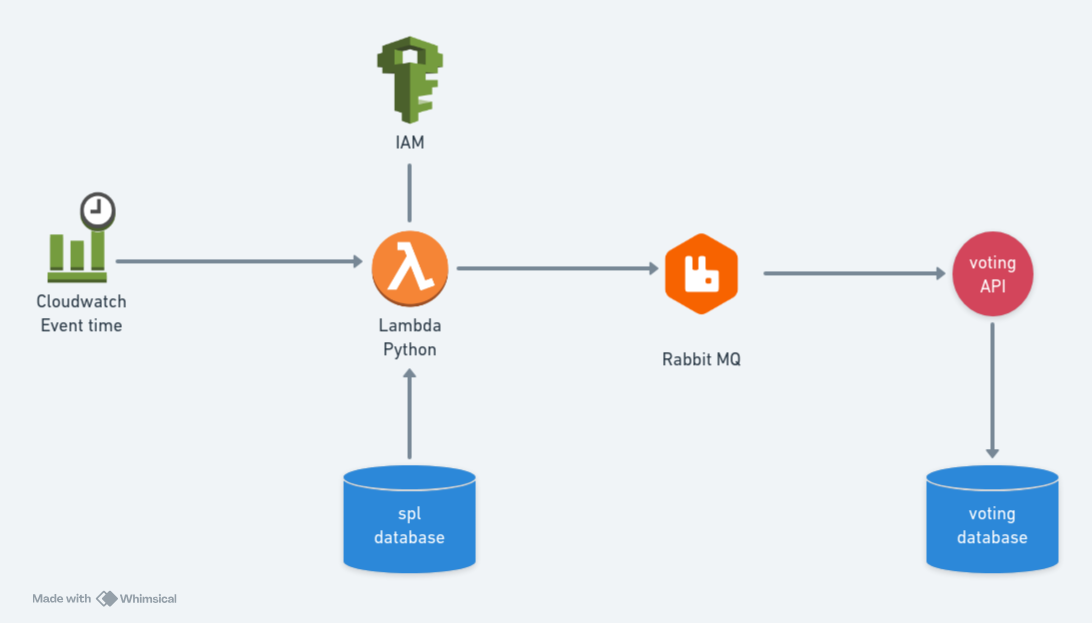 IAM
Cloudwatch
Event time
Lambda
Python
Rabbit MQ
voting
API
spl
database
voting
database
Made with Whimsical